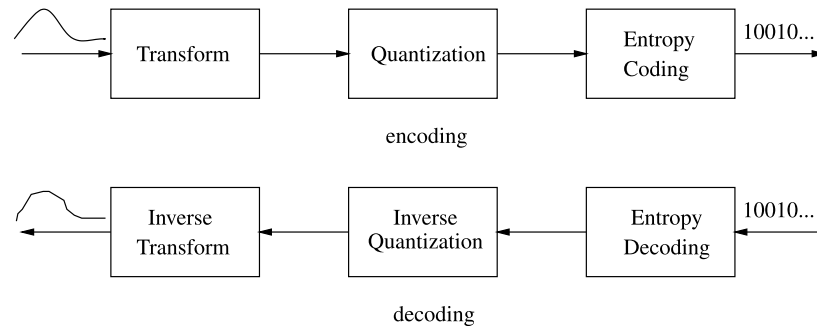 Transform
Quantization
Entropy
Coding
10010...
encoding
Inverse
Transform
Inverse
Quantization
Entropy
Decoding
10010...
decoding